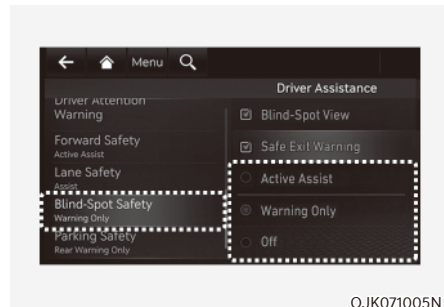 Menu
Driver Assistance
Driver Attention
Warning
Blind-Spot View
Forward Safety
Active Assist
Safe Exit Warning
Lane Safety
Assist
Active Assist
Blind-Spot Safety
Warning Only
Warning Only
Parking Safety
Rear Warning Only
Off
OJK071005N